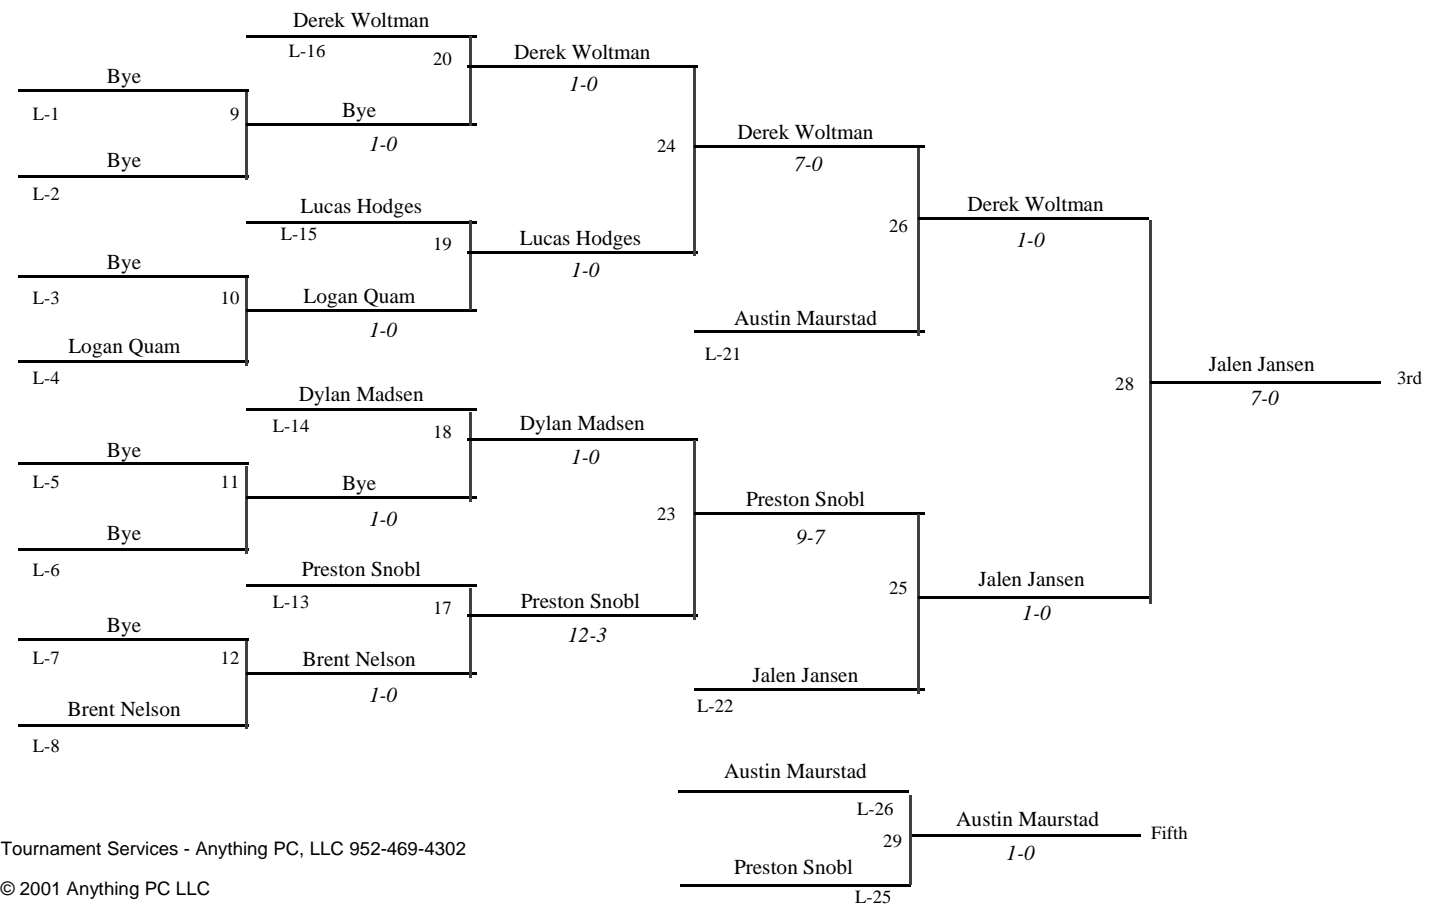 Derek Woltman
L-16
20
Derek Woltman
1-0
Bye
L-1
9
Bye
1-0
Bye
L-2
24
Derek Woltman
7-0
Lucas Hodges
L-15
19
Lucas Hodges
1-0
26
Derek Woltman
1-0
Bye
L-3
10
Logan Quam
1-0
Logan Quam
L-4
Austin Maurstad
L-21
28
Jalen Jansen
7-0
3rd
Dylan Madsen
L-14
18
Dylan Madsen
1-0
Bye
L-5
11
Bye
1-0
Bye
L-6
23
Preston Snobl
9-7
Preston Snobl
L-13
17
Preston Snobl
12-3
25
Jalen Jansen
1-0
Bye
L-7
12
Brent Nelson
1-0
Brent Nelson
L-8
Jalen Jansen
L-22
Austin Maurstad
L-26
29
Austin Maurstad
1-0
Fifth
Preston Snobl
L-25
Tournament Services - Anything PC, LLC 952-469-4302
© 2001 Anything PC LLC